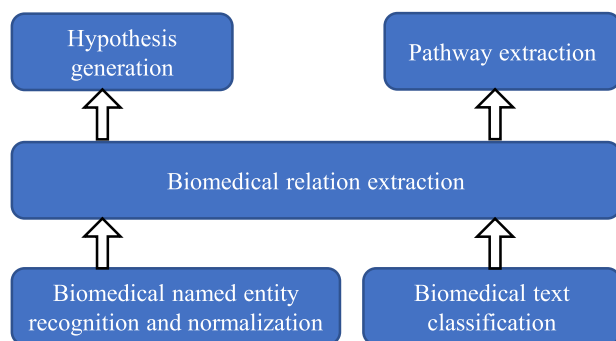 Hypothesis
generation
Pathway extraction
Biomedical relation extraction
Biomedical named entity
recognition and normalization
Biomedical text
classification